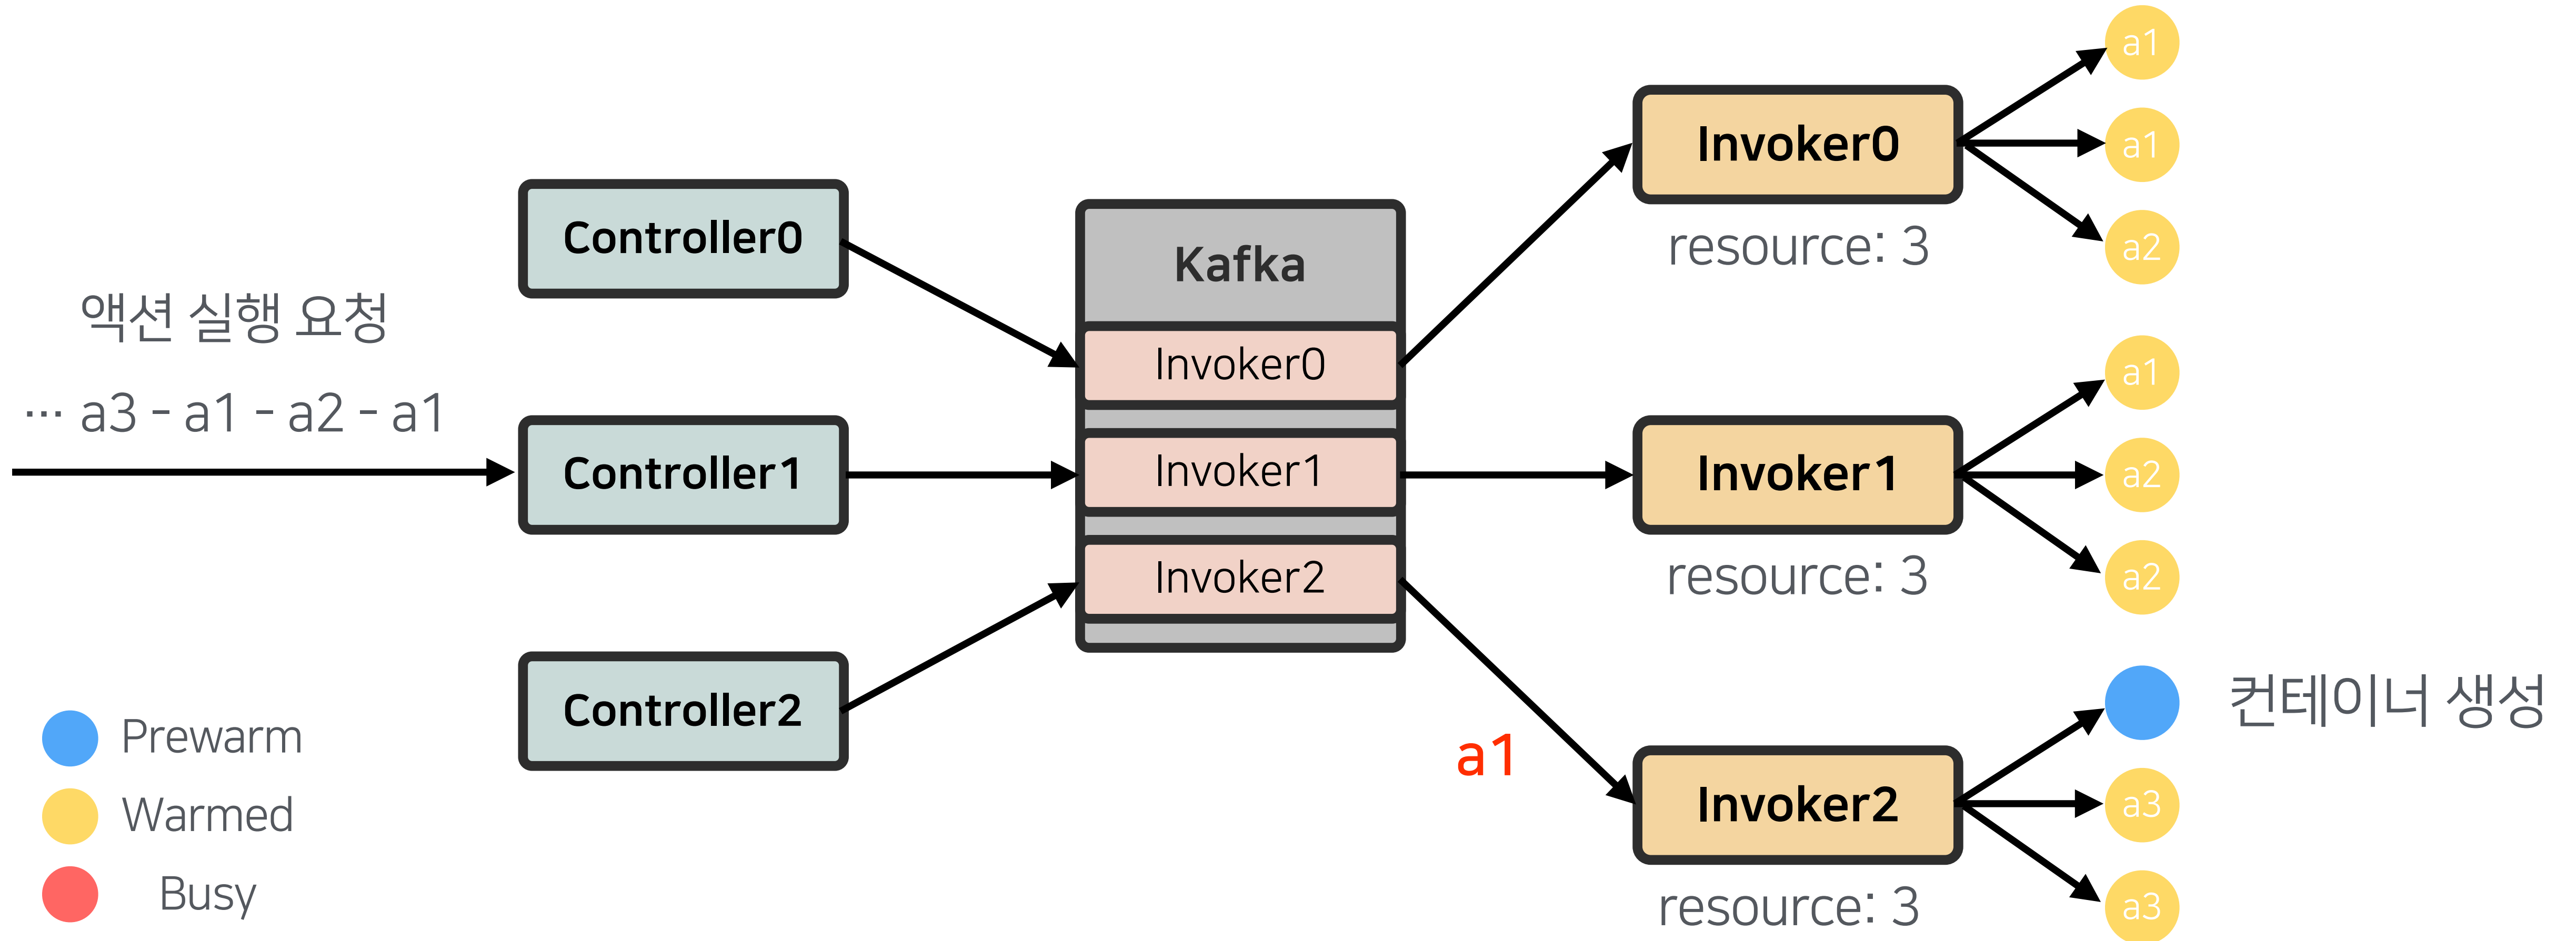 액션 실행 요청
... a3 - a1 - a2 - a1
Controller0
Controller1
Controller2
Kafka
Invoker0
Invoker1
Invoker2
a1
Invoker0
resource: 3
a1
a1
a2
Invoker1
resource: 3
a1
a2
a2
Invoker2
resource: 3
컨테이너 생성
a3
a3
Prewarm
Warmed
Busy